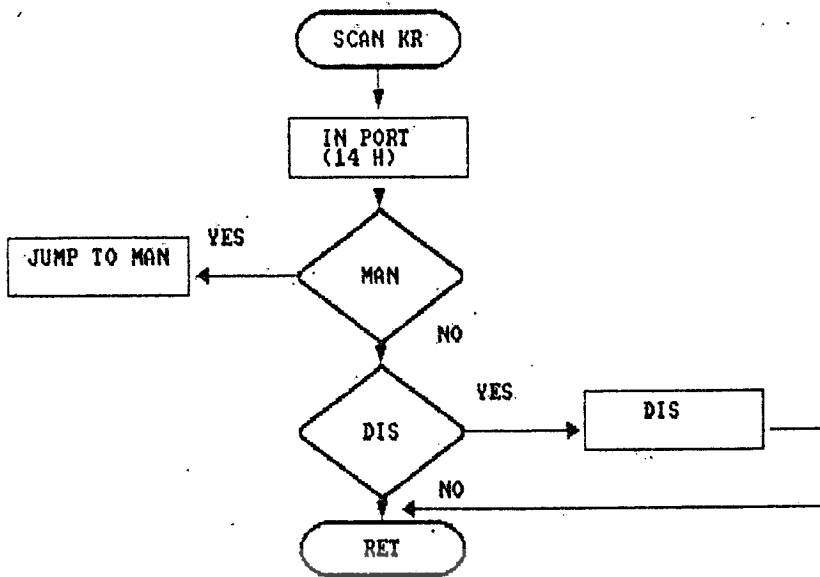 SCAN KR
IN PORT
(14 H)
YES
JUMP TO MAN
MAN
NO
YES
DIS
DIS
NO
RET